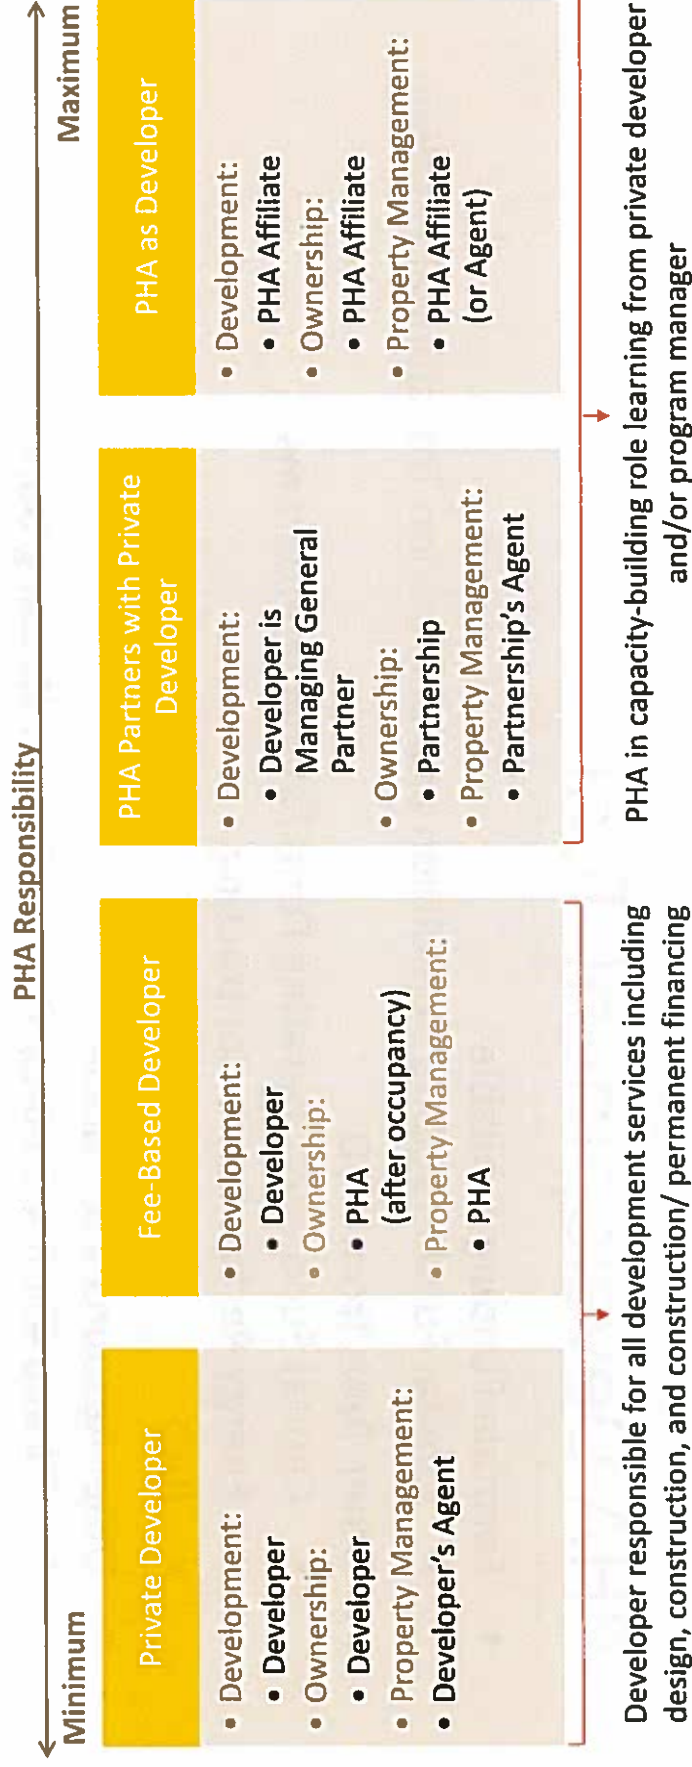 PHA Responsibility
Minimum
Maximum
Private Developer
• Development:
• Developer
• Ownership:
• Developer
• Property Management:
• Developer's Agent
Fee-Based Developer
• Development:
• Developer
• Ownership:
• PHA
(after occupancy)
• Property Management:
• PHA
PHA Partners with Private
Developer
• Development:
• Developer is
Managing General
Partner
• Ownership:
• Partnership
• Property Management:
• Partnership's Agent
PHA as Developer
• Development:
• PHA Affiliate
• Ownership:
• PHA Affiliate
• Property Management:
• PHA Affiliate
(or Agent)
Developer responsible for all development services including
design, construction, and construction/ permanent financing
PHA in capacity-building role learning from private developer
and/or program manager